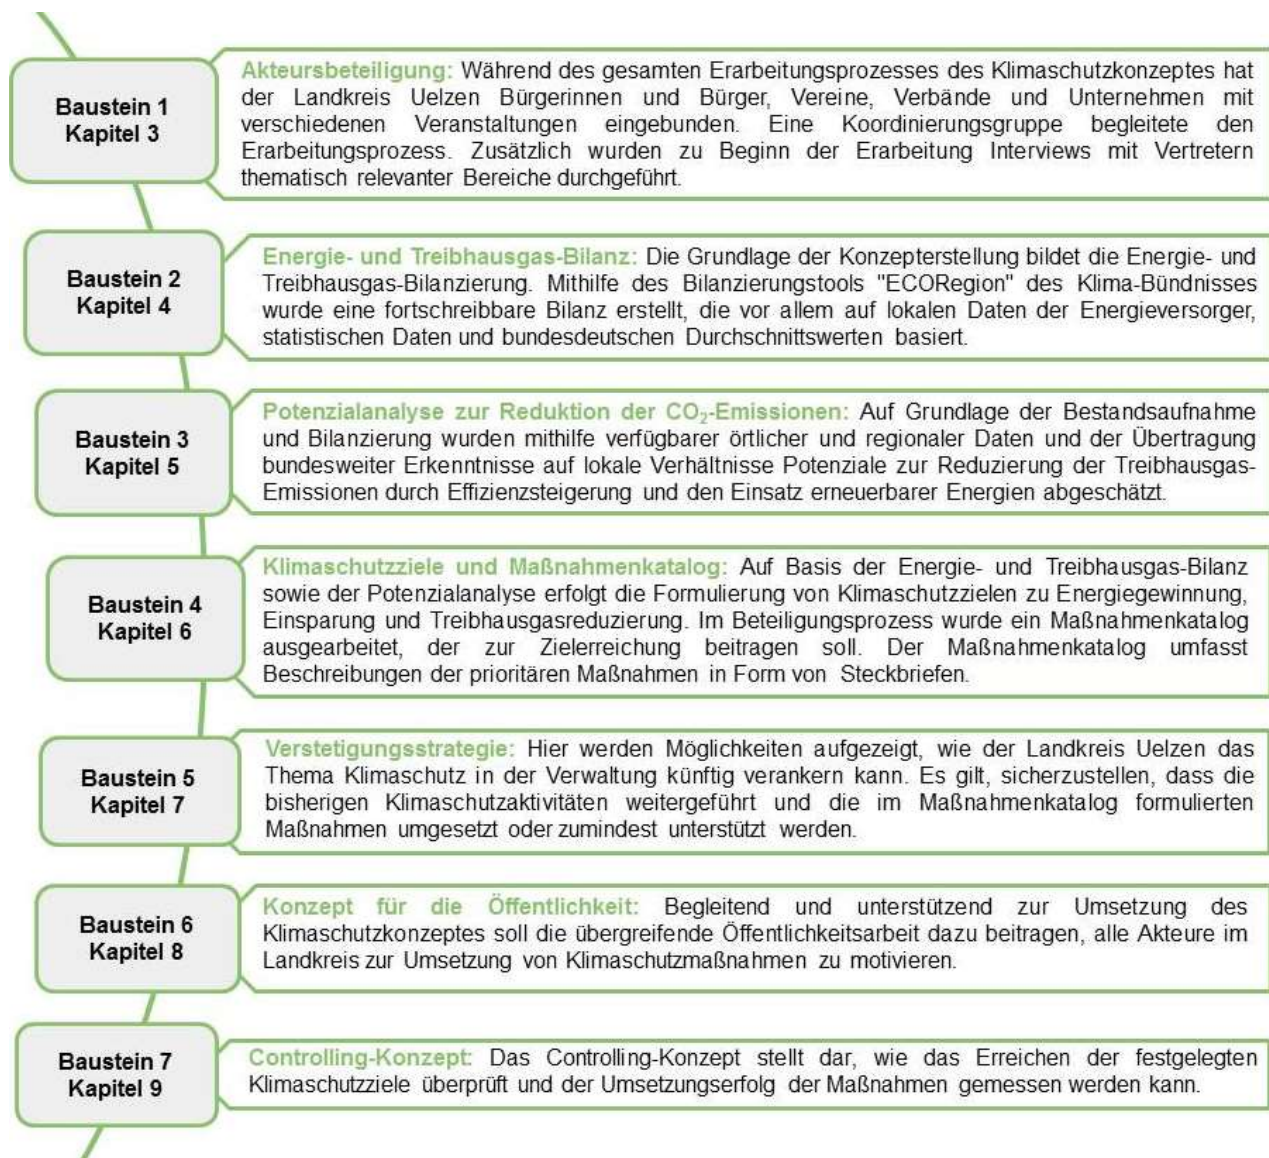 Baustein 1
Kapitel 3
Akteursbeteiligung: Während des gesamten Erarbeitungsprozesses des Klimaschutzkonzeptes hat
der Landkreis Uelzen Bürgerinnen und Bürger, Vereine, Verbände und Unternehmen mit
verschiedenen Veranstaltungen eingebunden. Eine Koordinierungsgruppe begleitete den
Erarbeitungsprozess. Zusätzlich wurden zu Beginn der Erarbeitung Interviews mit Vertretern
thematisch relevanter Bereiche durchgeführt.
Baustein 2
Kapitel 4
Energie- und Treibhausgas-Bilanz: Die Grundlage der Konzepterstellung bildet die Energie- und
Treibhausgas-Bilanzierung. Mithilfe des Bilanzierungstools "ECORegion" des Klima-Bündnisses
wurde eine fortschreibbare Bilanz erstellt, die vor allem auf lokalen Daten der Energieversorger,
statistischen Daten und bundesdeutschen Durchschnittswerten basiert.
Baustein 3
Kapitel 5
Potenzialanalyse zur Reduktion der CO₂-Emissionen: Auf Grundlage der Bestandsaufnahme
und Bilanzierung wurden mithilfe verfügbarer örtlicher und regionaler Daten und der Übertragung
bundesweiter Erkenntnisse auf lokale Verhältnisse Potenziale zur Reduzierung der Treibhausgas-
Emissionen durch Effizienzsteigerung und den Einsatz erneuerbarer Energien abgeschätzt.
Baustein 4
Kapitel 6
Klimaschutzziele und Maßnahmenkatalog: Auf Basis der Energie- und Treibhausgas-Bilanz
sowie der Potenzialanalyse erfolgt die Formulierung von Klimaschutzzielen zu Energiegewinnung,
Einsparung und Treibhausgasreduzierung. Im Beteiligungsprozess wurde ein Maßnahmenkatalog
ausgearbeitet, der zur Zielerreichung beitragen soll. Der Maßnahmenkatalog umfasst
Beschreibungen der prioritären Maßnahmen in Form von Steckbriefen.
Baustein 5
Kapitel 7
Verstetigungsstrategie: Hier werden Möglichkeiten aufgezeigt, wie der Landkreis Uelzen das
Thema Klimaschutz in der Verwaltung künftig verankern kann. Es gilt, sicherzustellen, dass die
bisherigen Klimaschutzaktivitäten weitergeführt und die im Maßnahmenkatalog formulierten
Maßnahmen umgesetzt oder zumindest unterstützt werden.
Baustein 6
Kapitel 8
Konzept für die Öffentlichkeit: Begleitend und unterstützend zur Umsetzung des
Klimaschutzkonzeptes soll die übergreifende Öffentlichkeitsarbeit dazu beitragen, alle Akteure im
Landkreis zur Umsetzung von Klimaschutzmaßnahmen zu motivieren.
Baustein 7
Kapitel 9
Controlling-Konzept: Das Controlling-Konzept stellt dar, wie das Erreichen der festgelegten
Klimaschutzziele überprüft und der Umsetzungserfolg der Maßnahmen gemessen werden kann.